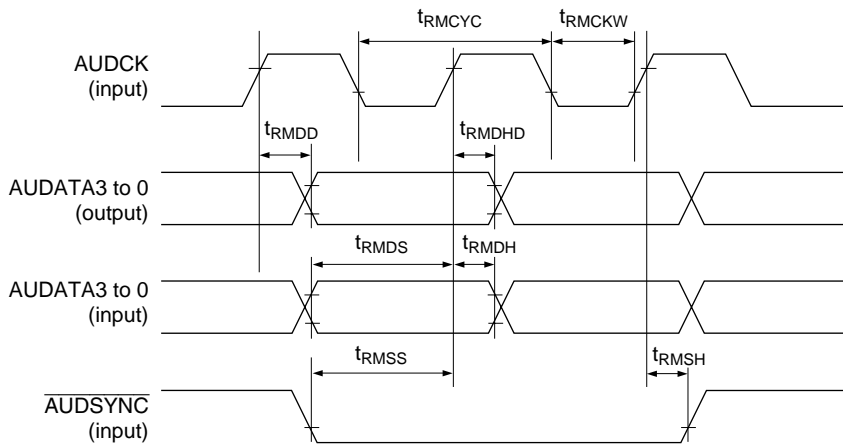 tRMCYC tRMCKW
AUDCK
(input)
tRMDD tRMDHD
AUDATA3 to 0
(output)
tRMDS tRMDH
AUDATA3 to 0
(input)
tRMSS tRMSH
AUDSYNC
(input)